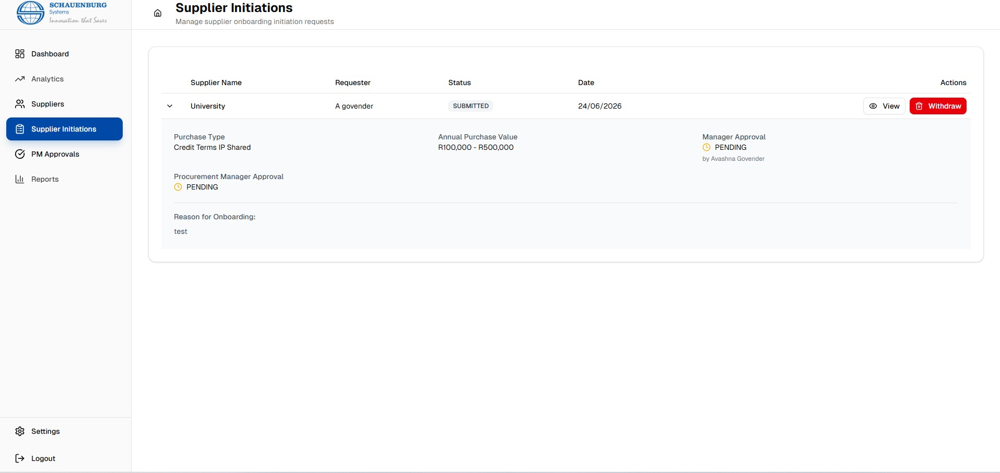 SCHAUENBURG
Systems
Innovation that Saves
Supplier Initiations
Manage supplier onboarding initiation requests
Dashboard
Analytics
Suppliers
Supplier Initiations
PM Approvals
Reports
Settings
Logout
Supplier Name Requester Status Date Actions
University A govender SUBMITTED 24/06/2026 View Withdraw
Purchase Type Annual Purchase Value Manager Approval
Credit Terms IP Shared R100,000 - R500,000 PENDING
by Avashna Govender
Procurement Manager Approval
PENDING
Reason for Onboarding:
test